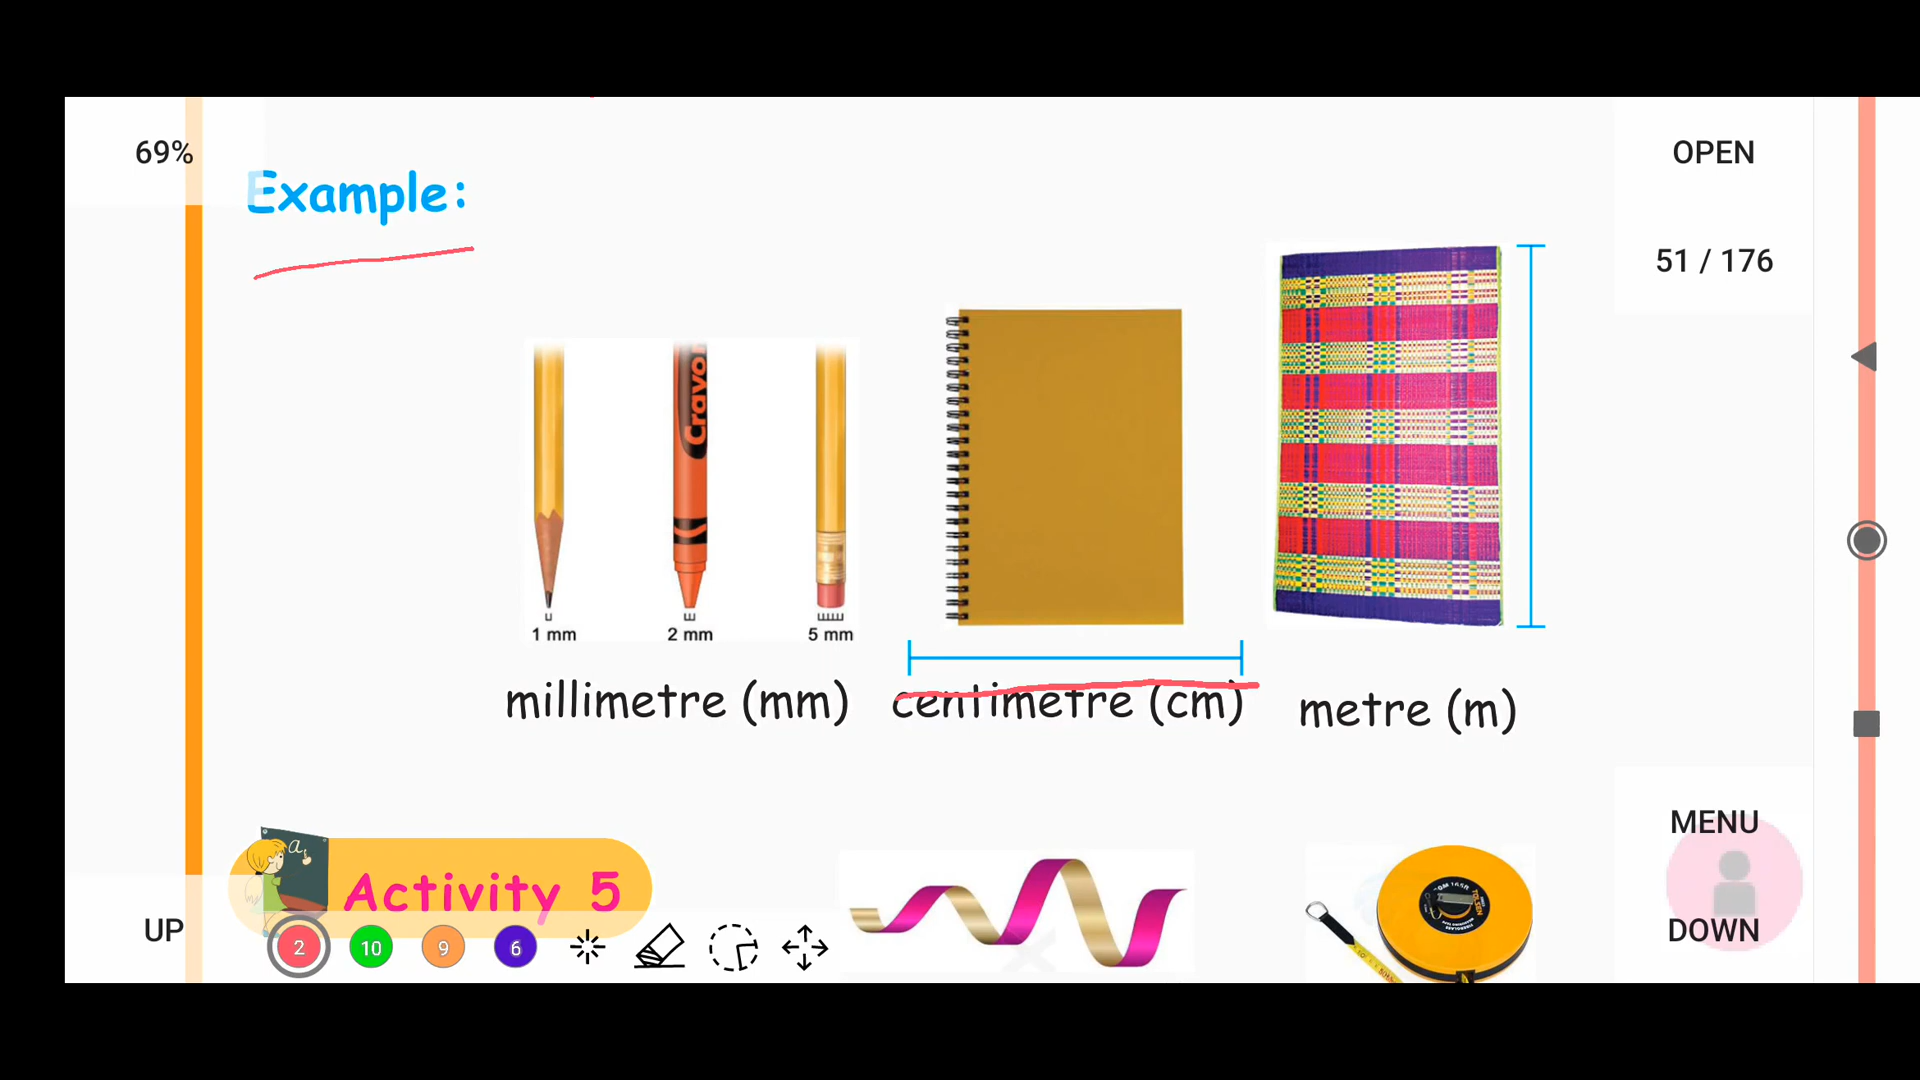 69%
OPEN
Example:
51 / 176
Crayo
1 mm
2 mm
5 mm
millimetre (mm)
centimetre (cm)
metre (m)
MENU
Activity 5
UP
2
10
9
6
DOWN